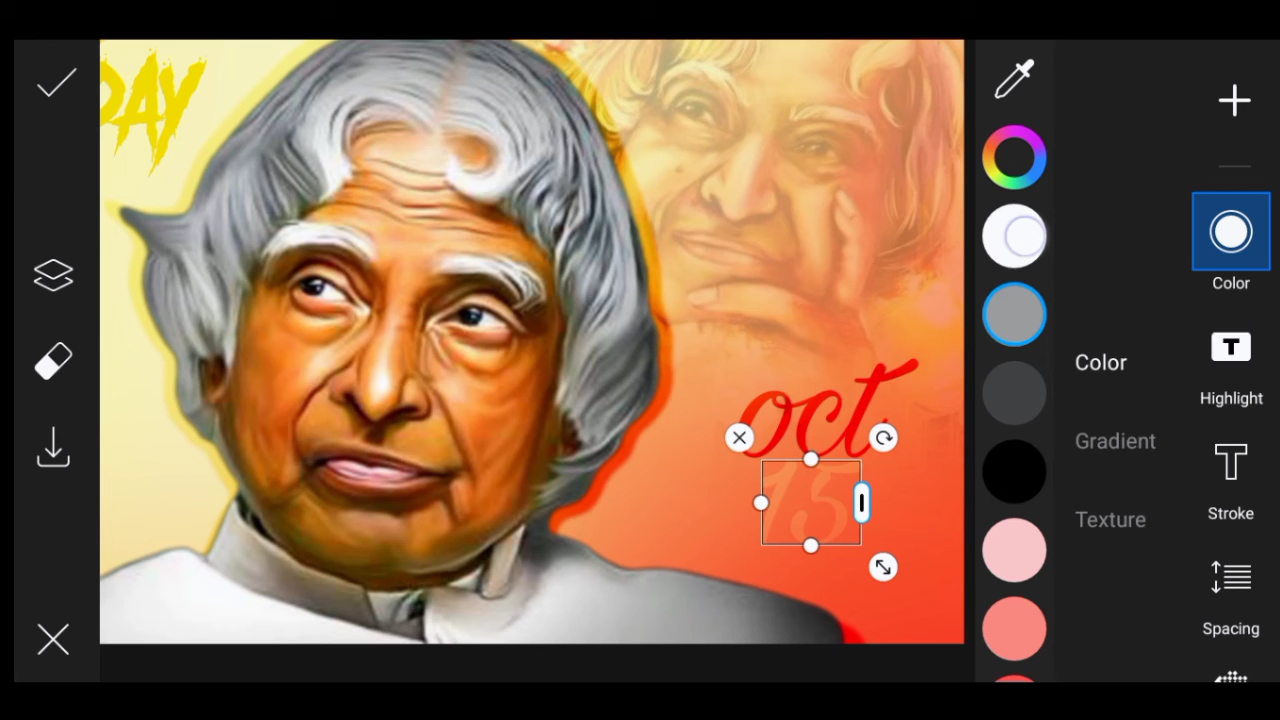 DAY
oct
15
Color
Highlight
Stroke
Spacing
Color
Gradient
Texture
T